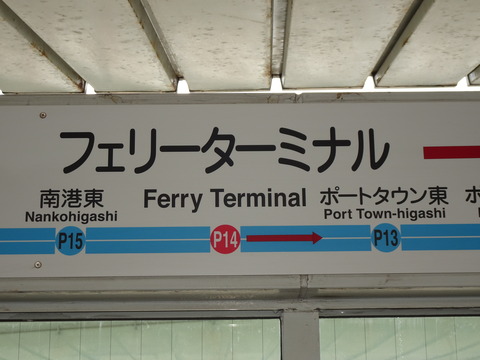 フェリーターミナル
南港東 Ferry Terminal ポートタウン東
Nankohigashi Port Town-higashi
P15 P14 P13